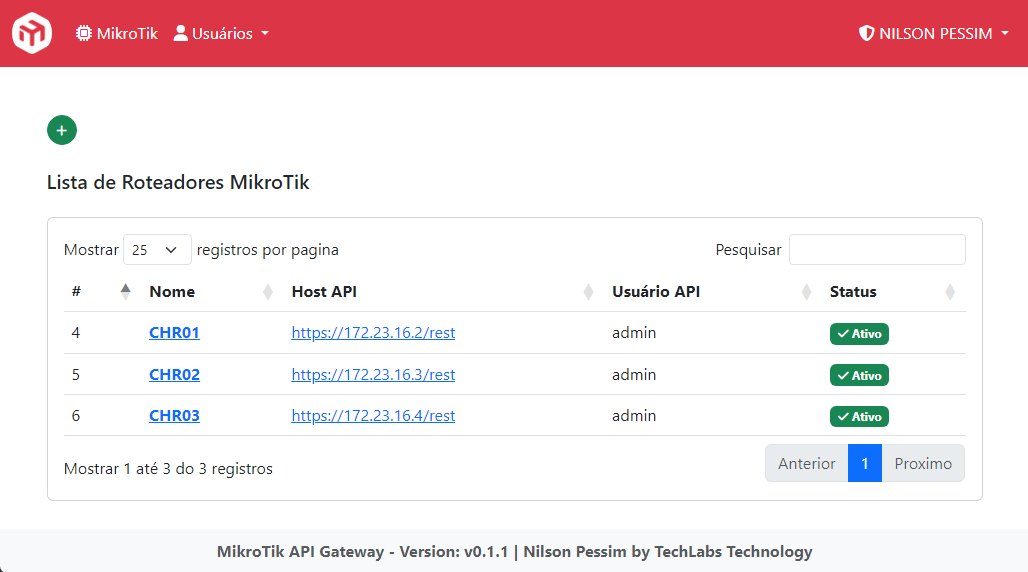 MikroTik Usuários NILSON PESSIM
+
Lista de Roteadores MikroTik
Mostrar 25 registros por pagina Pesquisar
# Nome Host API Usuário API Status
4 CHR01 https://172.23.16.2/rest admin Ativo
5 CHR02 https://172.23.16.3/rest admin Ativo
6 CHR03 https://172.23.16.4/rest admin Ativo
Mostrar 1 até 3 do 3 registros Anterior 1 Proximo
MikroTik API Gateway - Version: v0.1.1 | Nilson Pessim by TechLabs Technology